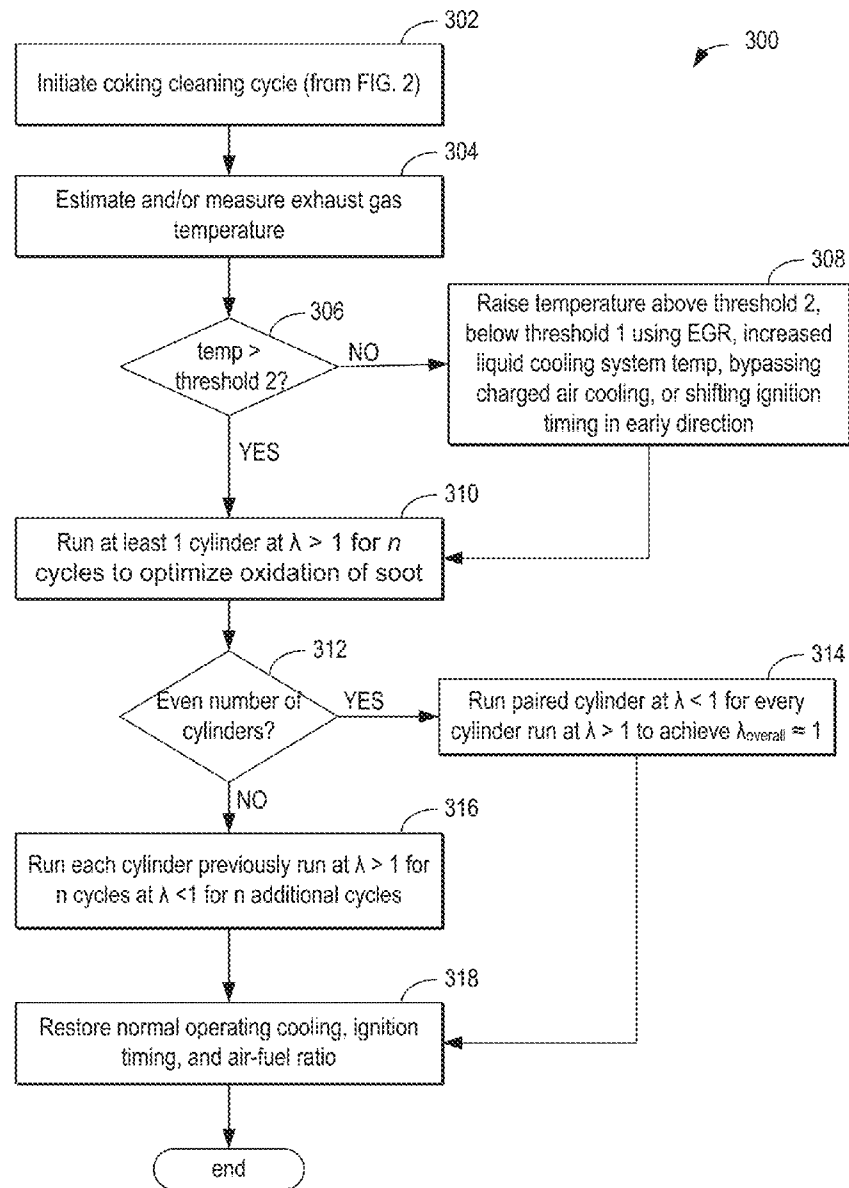 302
300
Initiate coking cleaning cycle (from FIG. 2)
304
Estimate and/or measure exhaust gas
temperature
306
temp >
threshold 2?
NO
YES
308
Raise temperature above threshold 2,
below threshold 1 using EGR, increased
liquid cooling system temp, bypassing
charged air cooling, or shifting ignition
timing in early direction
310
Run at least 1 cylinder at λ > 1 for n
cycles to optimize oxidation of soot
312
Even number of
cylinders?
YES
NO
314
Run paired cylinder at λ < 1 for every
cylinder run at λ > 1 to achieve λoverall ≈ 1
316
Run each cylinder previously run at λ > 1 for
n cycles at λ <1 for n additional cycles
318
Restore normal operating cooling, ignition
timing, and air-fuel ratio
end